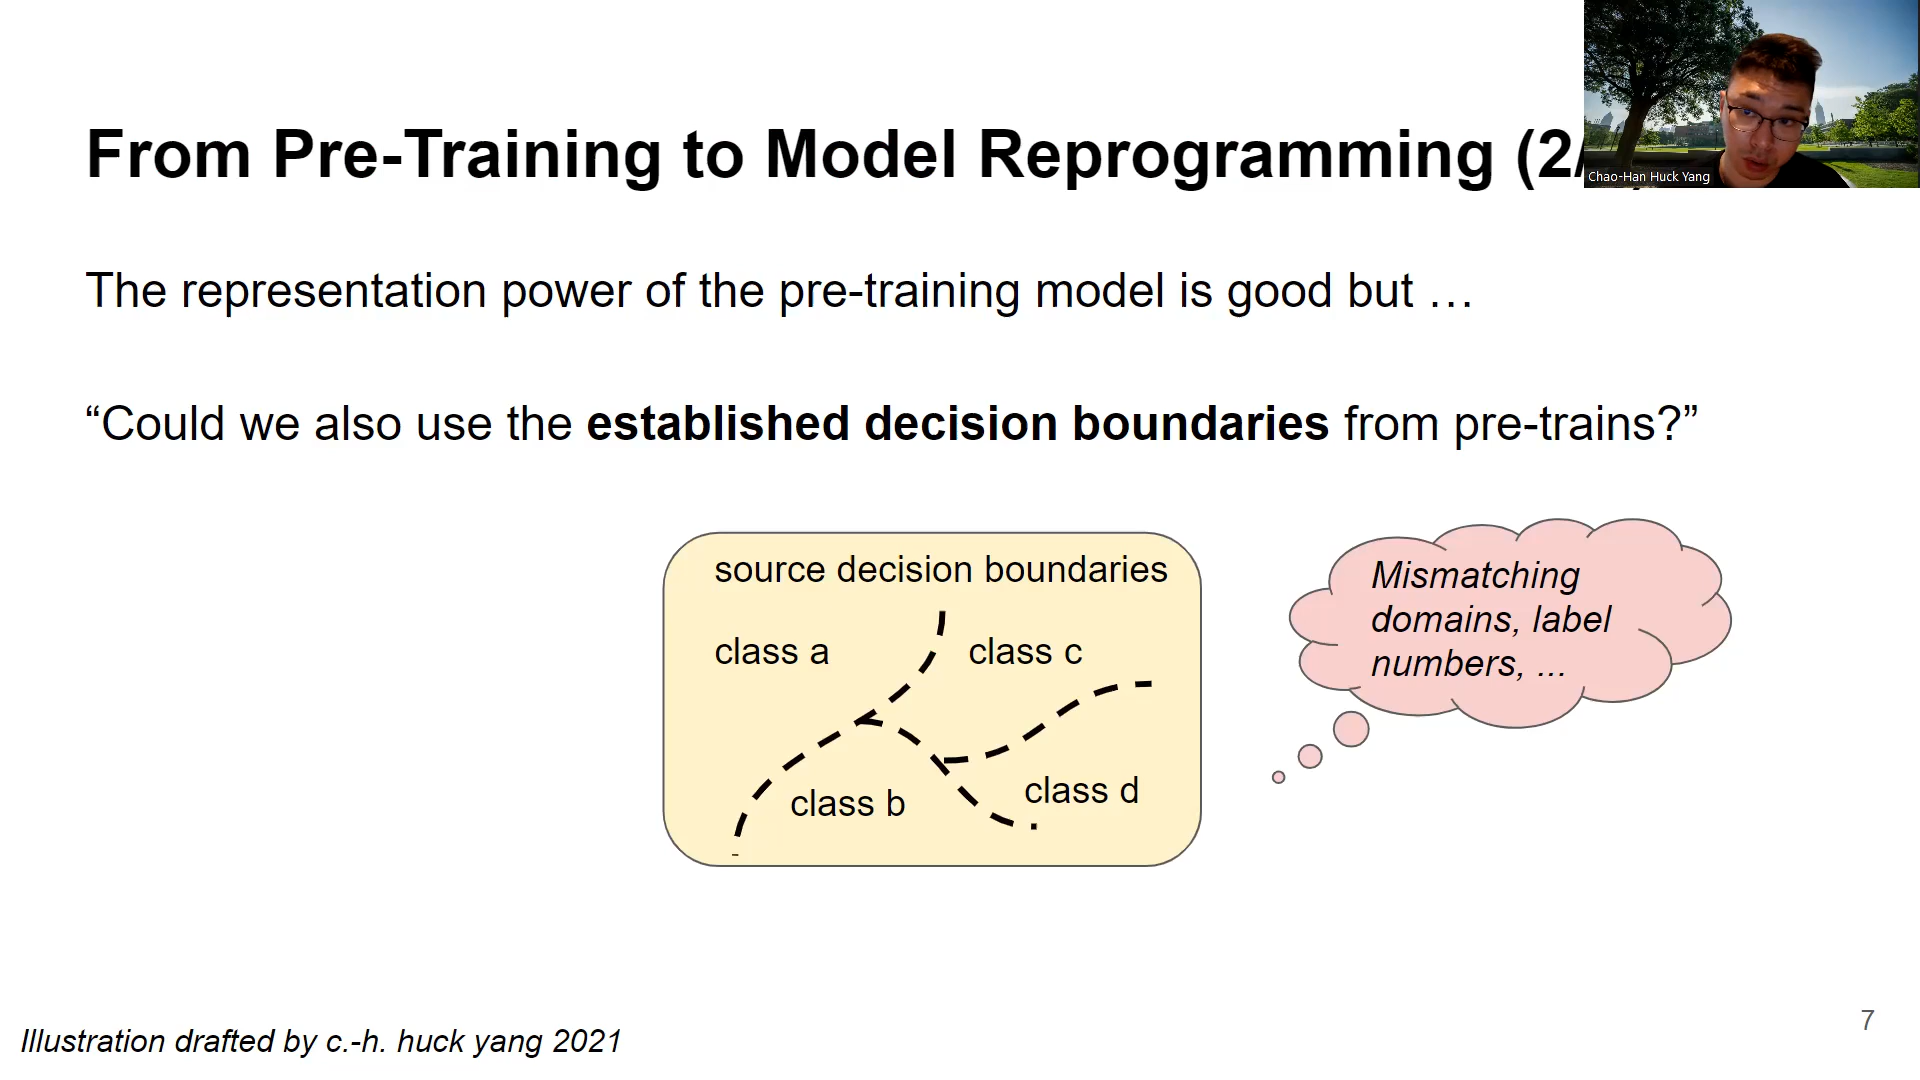 From Pre-Training to Model Reprogramming (2/
Chao-Han Huck Yang
The representation power of the pre-training model is good but …
“Could we also use the established decision boundaries from pre-trains?”
source decision boundaries
class a
class c
class b
class d
Mismatching
domains, label
numbers, ...
Illustration drafted by c.-h. huck yang 2021
7